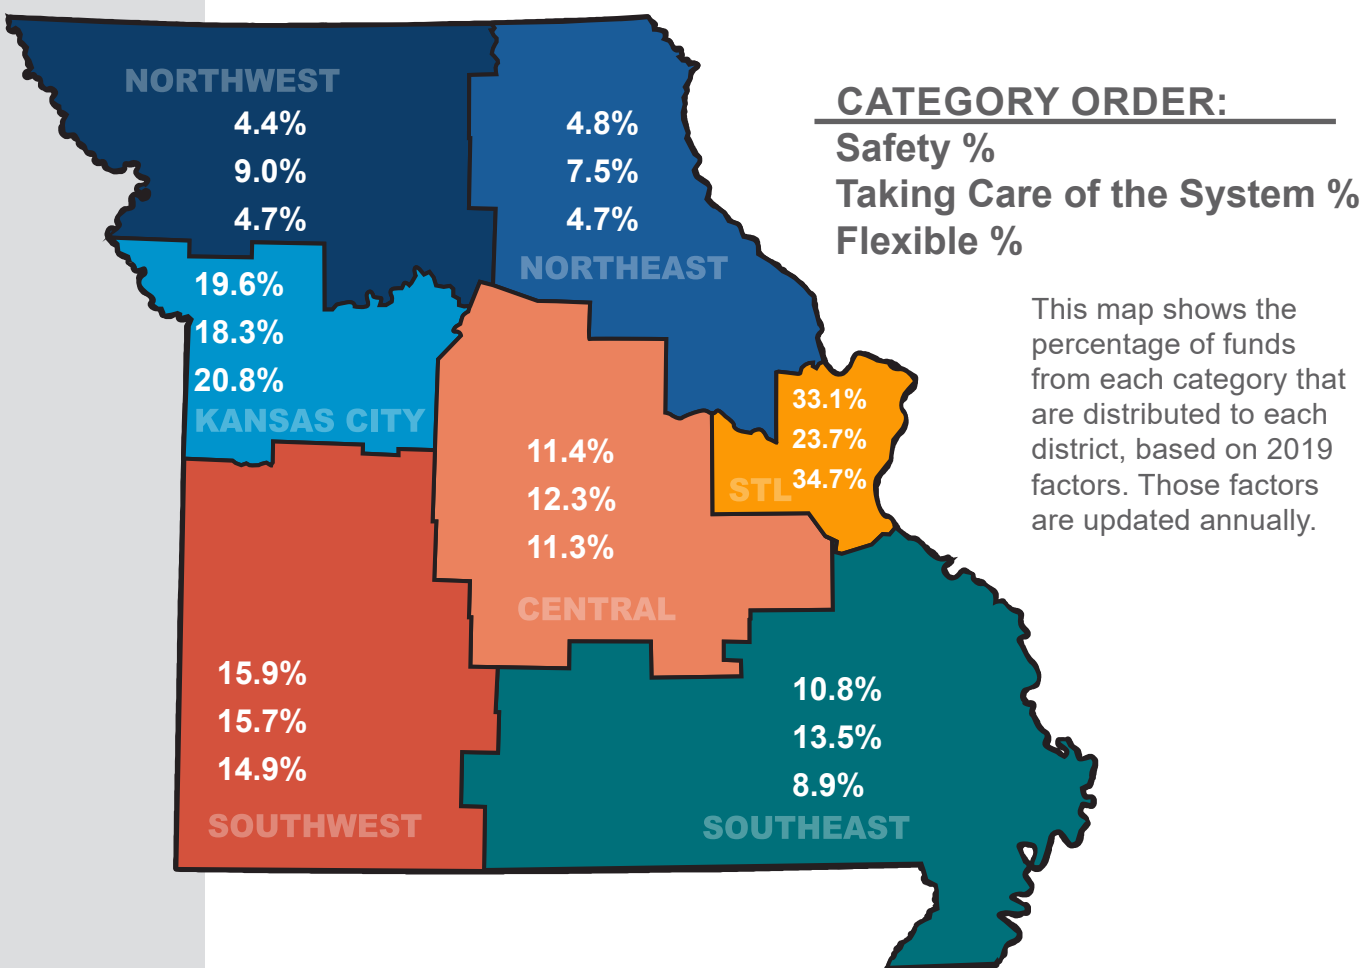 NORTHWEST
4.4%
9.0%
4.7%
4.8%
7.5%
4.7%
NORTHEAST
CATEGORY ORDER:
Safety %
Taking Care of the System %
Flexible %
This map shows the
percentage of funds
from each category that
are distributed to each
district, based on 2019
factors. Those factors
are updated annually.
19.6%
18.3%
20.8%
KANSAS CITY
33.1%
23.7%
34.7%
STL
11.4%
12.3%
11.3%
CENTRAL
15.9%
15.7%
14.9%
SOUTHWEST
10.8%
13.5%
8.9%
SOUTHEAST